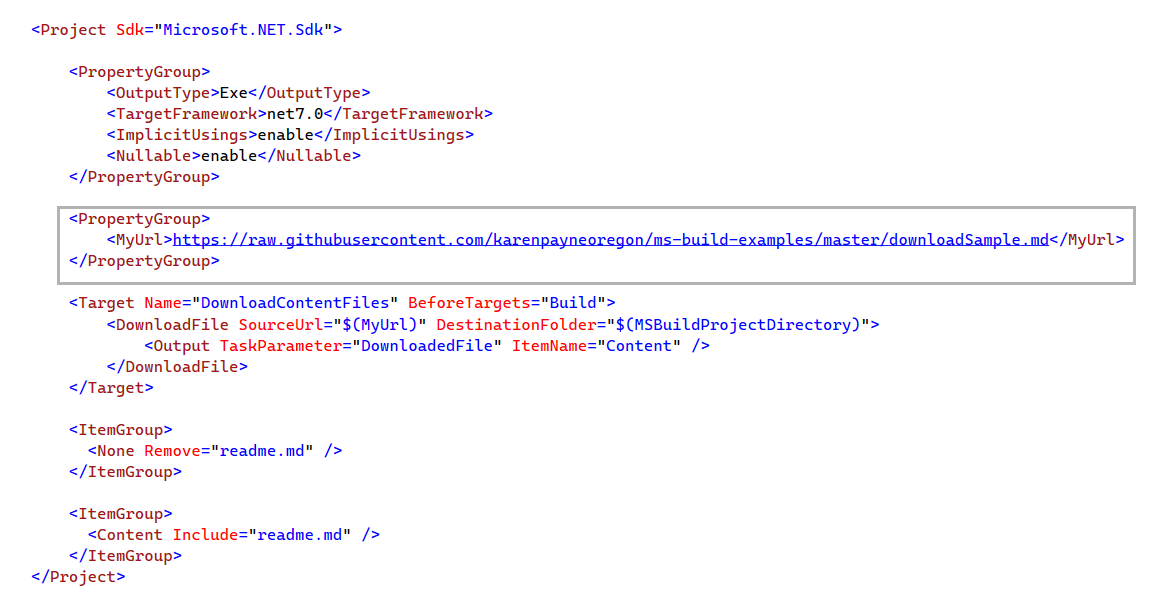 <Project Sdk="Microsoft.NET.Sdk">
<PropertyGroup>
<OutputType>Exe</OutputType>
<TargetFramework>net7.0</TargetFramework>
<ImplicitUsings>enable</ImplicitUsings>
<Nullable>enable</Nullable>
</PropertyGroup>
<PropertyGroup>
<MyUrl>https://raw.githubusercontent.com/karenpayneoregon/ms-build-examples/master/downloadSample.md</MyUrl>
</PropertyGroup>
<Target Name="DownloadContentFiles" BeforeTargets="Build">
<DownloadFile SourceUrl="$(MyUrl)" DestinationFolder="$(MSBuildProjectDirectory)">
<Output TaskParameter="DownloadedFile" ItemName="Content" />
</DownloadFile>
</Target>
<ItemGroup>
<None Remove="readme.md" />
</ItemGroup>
<ItemGroup>
<Content Include="readme.md" />
</ItemGroup>
</Project>